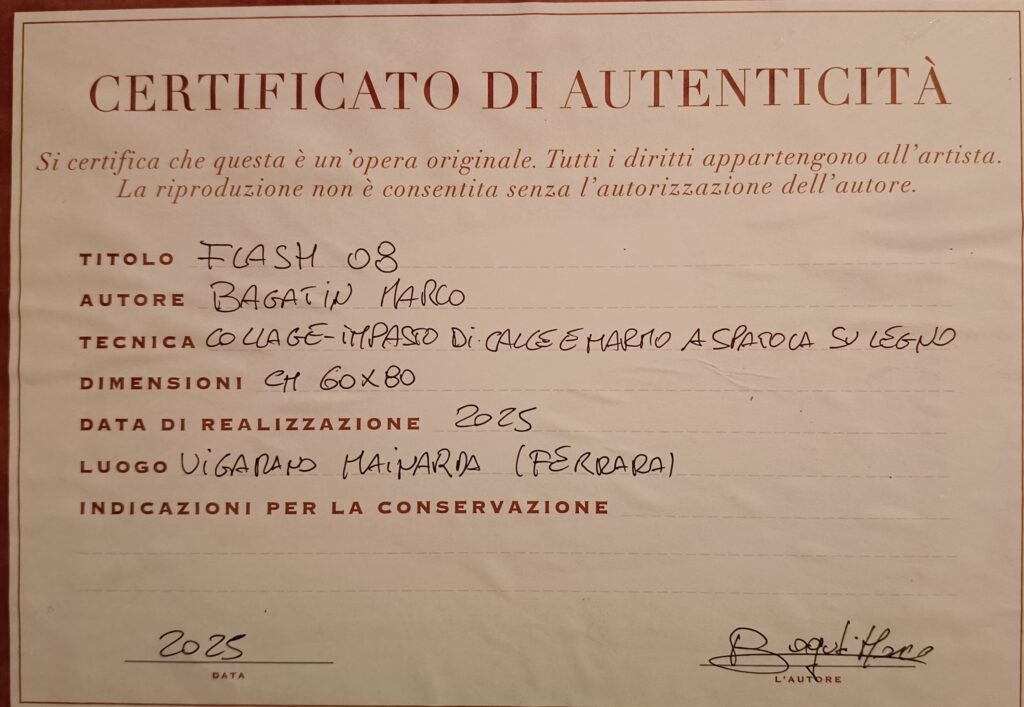 CERTIFICATO DI AUTENTICITÀ
Si certifica che questa è un'opera originale. Tutti i diritti appartengono all'artista.
La riproduzione non è consentita senza l'autorizzazione dell'autore.
TITOLO FLASH 08
AUTORE BAGATIN MARCO
TECNICA COLLAGE-IMPASTO DI CALCE E MARMO A SPATOLA SU LEGNO
DIMENSIONI CM 60X80
DATA DI REALIZZAZIONE 2025
LUOGO VIGARANO MAINARDA (FERRARA)
INDICAZIONI PER LA CONSERVAZIONE
2025 Bagatin Marco
DATA L'AUTORE